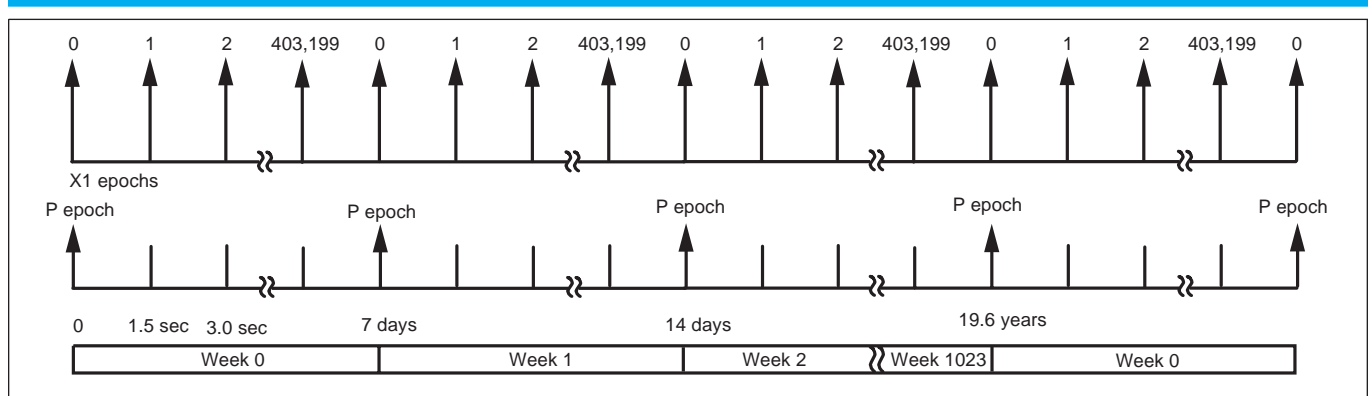 0 1 2 403,199 0 1 2 403,199 0 1 2 403,199 0 1 2 403,199 0
X1 epochs
P epoch P epoch P epoch P epoch P epoch
0 1.5 sec 3.0 sec 7 days 14 days 19.6 years
Week 0 Week 1 Week 2 Week 1023 Week 0